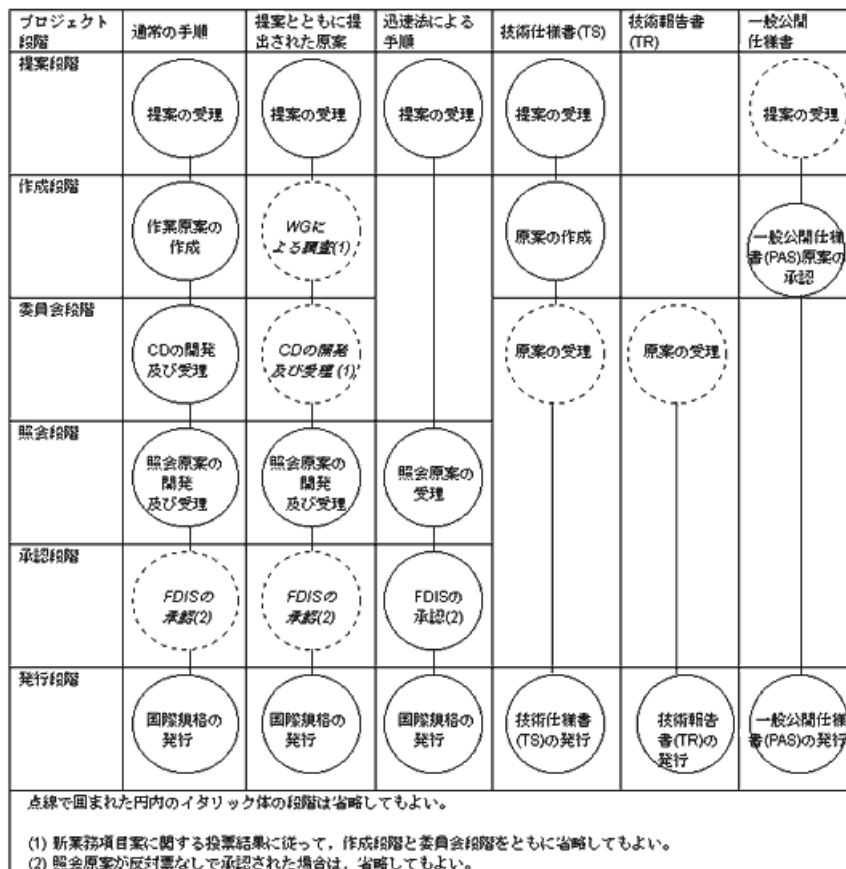 プロジェクト
段階
通常の手順
提案とともに提
出された原案
迅速法による
手順
技術仕様書(TS)
技術報告書
(TR)
一般公開
仕様書
提案段階
提案の受理
提案の受理
提案の受理
提案の受理
提案の受理
作成段階
作業原案の
作成
WGに
よる調査(1)
原案の作成
一般公開仕様
書(PAS)原案の
承認
委員会段階
CDの開発
及び受理
CDの開発
及び受理(1)
原案の受理
原案の受理
照会段階
照会原案の
開発
及び受理
照会原案の
開発
及び受理
照会原案の
受理
承認段階
FDISの
承認(2)
FDISの
承認(2)
FDISの
承認(2)
発行段階
国際規格の
発行
国際規格の
発行
国際規格の
発行
技術仕様書
(TS)の発行
技術報告
書(TR)の
発行
一般公開仕様
書(PAS)の発行
点線で囲まれた円内のイタリック体の段階は省略してもよい。
(1) 新業務項目案に関する投票結果に従って，作成段階と委員会段階をともに省略してもよい。
(2) 照会原案が反対票なしで承認された場合は，省略してもよい。